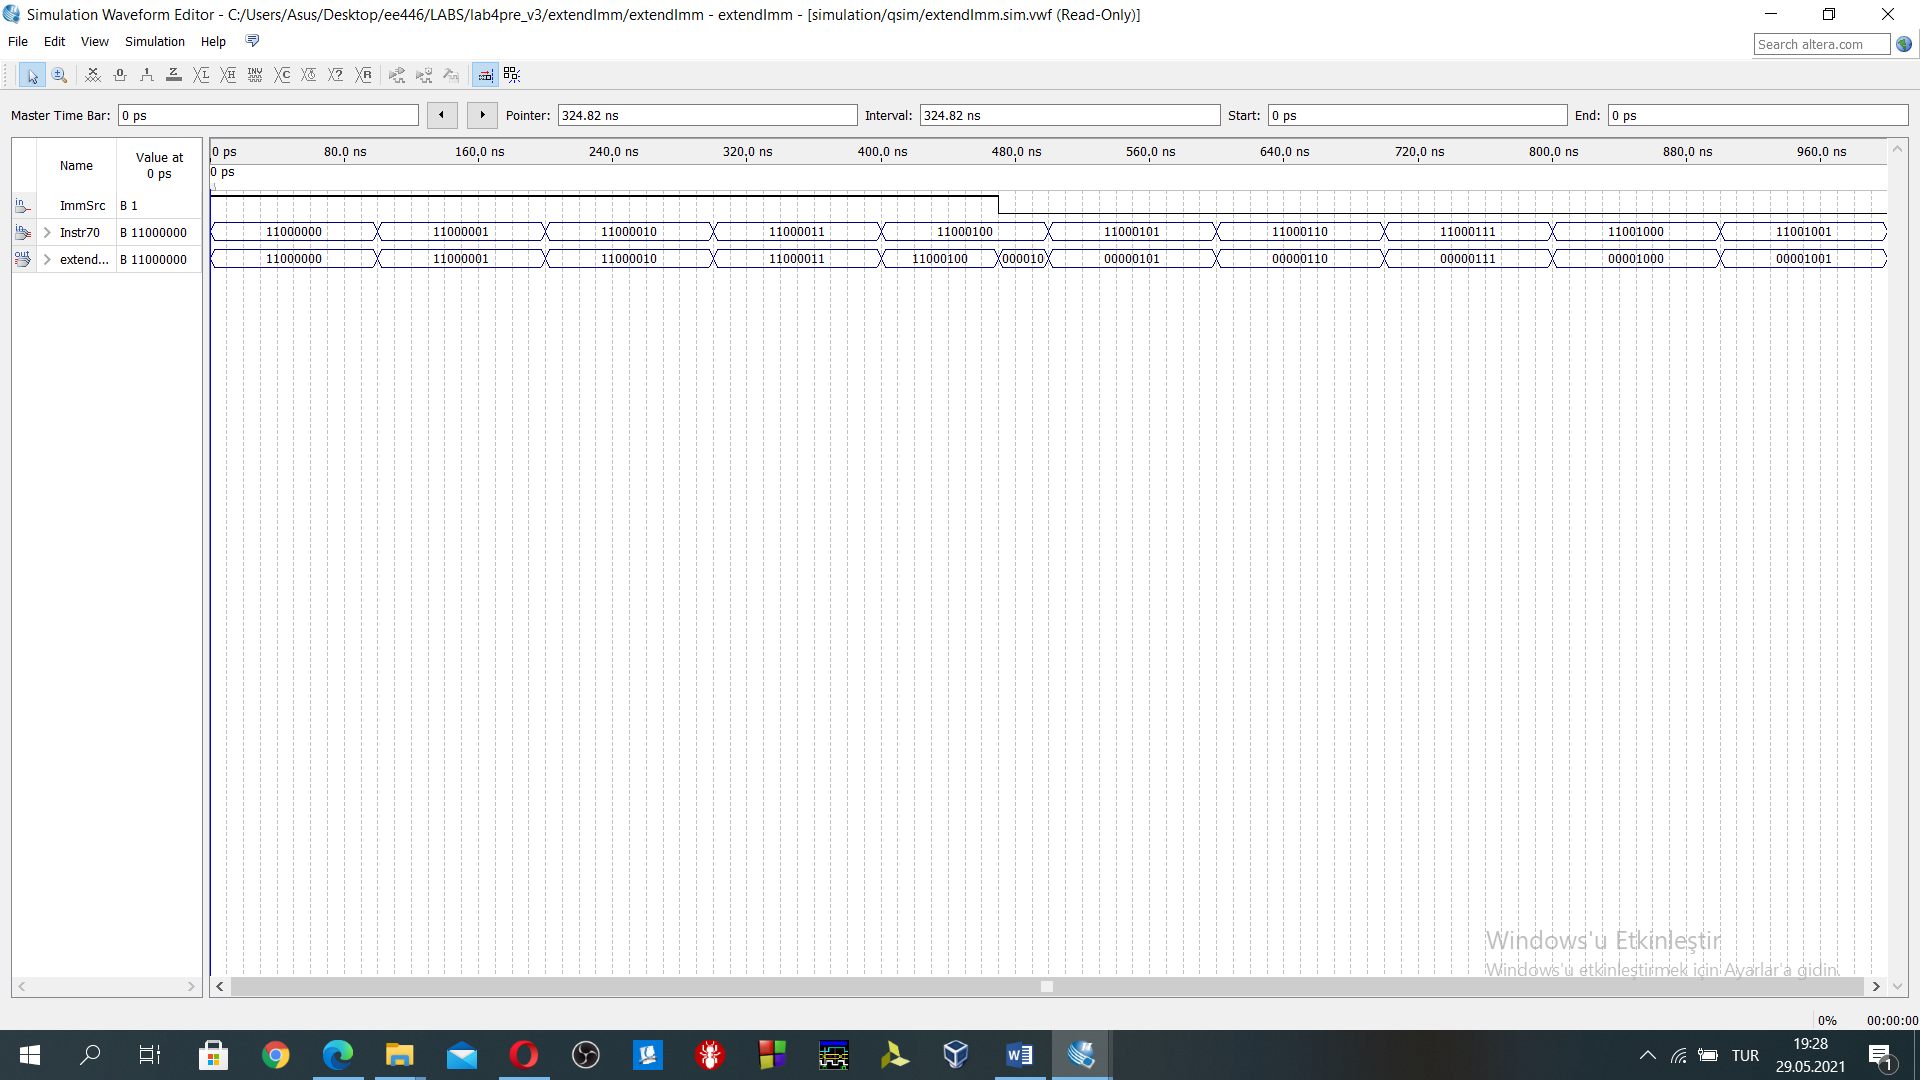 Simulation Waveform Editor - C:/Users/Asus/Desktop/ee446/LABS/lab4pre_v3/extendImm/extendImm - extendImm - [simulation/qsim/extendImm.sim.vwf (Read-Only)]
File Edit View Simulation Help
Search altera.com
Master Time Bar: 0 ps Pointer: 324.82 ns Interval: 324.82 ns Start: 0 ps End: 0 ps
Name Value at 0 ps
0 ps 80.0 ns 160.0 ns 240.0 ns 320.0 ns 400.0 ns 480.0 ns 560.0 ns 640.0 ns 720.0 ns 800.0 ns 880.0 ns 960.0 ns
0 ps
ImmSrc B 1
Instr70 B 11000000 11000000 11000001 11000010 11000011 11000100 11000101 11000110 11000111 11001000 11001001
extend... B 11000000 11000000 11000001 11000010 11000011 11000100 000010 00000101 00000110 00000111 00001000 00001001
Windows'u Etkinleştir
Windows'u etkinleştirmek için Ayarlar'a gidin.
0% 00:00:00
TUR
19:28
29.05.2021
1